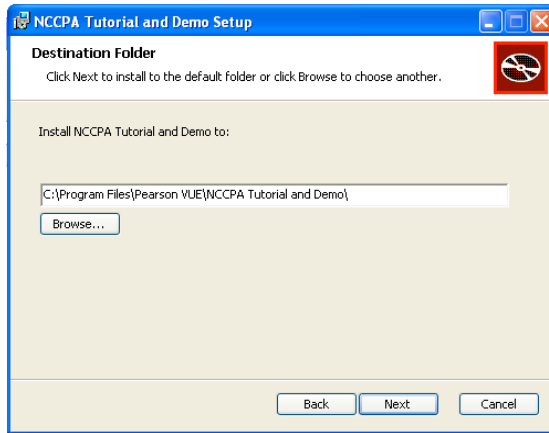 NCCPA Tutorial and Demo Setup
Destination Folder
Click Next to install to the default folder or click Browse to choose another.
Install NCCPA Tutorial and Demo to:
C:\Program Files\Pearson VUE\NCCPA Tutorial and Demo\
Browse...
Back
Next
Cancel